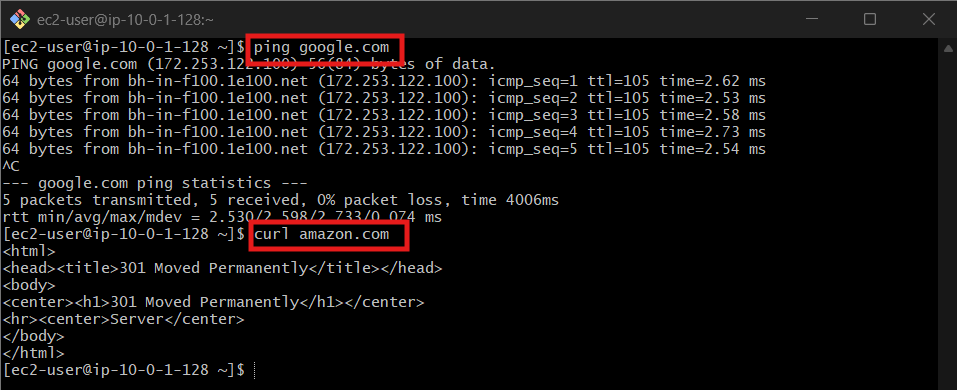 ec2-user@ip-10-0-1-128:~
[ec2-user@ip-10-0-1-128 ~]$ ping google.com
PING google.com (172.253.122.100) 56(84) bytes of data.
64 bytes from bh-in-f100.1e100.net (172.253.122.100): icmp_seq=1 ttl=105 time=2.62 ms
64 bytes from bh-in-f100.1e100.net (172.253.122.100): icmp_seq=2 ttl=105 time=2.53 ms
64 bytes from bh-in-f100.1e100.net (172.253.122.100): icmp_seq=3 ttl=105 time=2.58 ms
64 bytes from bh-in-f100.1e100.net (172.253.122.100): icmp_seq=4 ttl=105 time=2.73 ms
64 bytes from bh-in-f100.1e100.net (172.253.122.100): icmp_seq=5 ttl=105 time=2.54 ms
^C
--- google.com ping statistics ---
5 packets transmitted, 5 received, 0% packet loss, time 4006ms
rtt min/avg/max/mdev = 2.530/2.598/2.733/0.074 ms
[ec2-user@ip-10-0-1-128 ~]$ curl amazon.com
<html>
<head><title>301 Moved Permanently</title></head>
<body>
<center><h1>301 Moved Permanently</h1></center>
<hr><center>Server</center>
</body>
</html>
[ec2-user@ip-10-0-1-128 ~]$